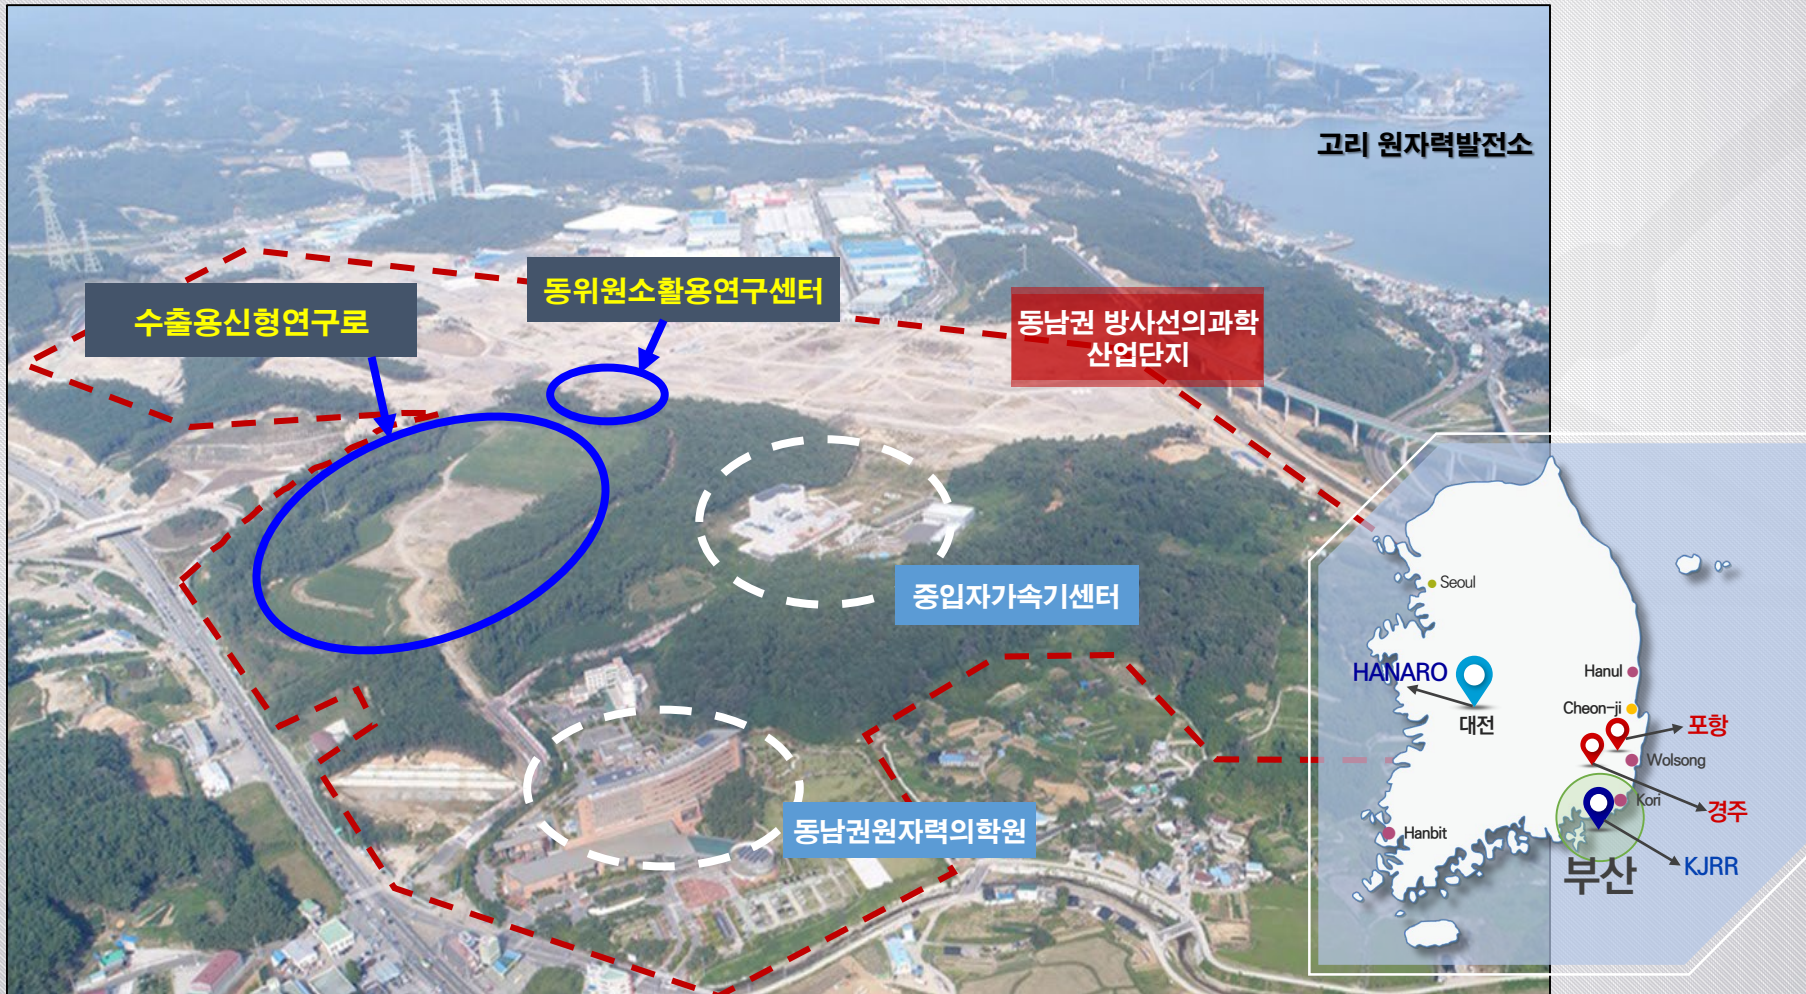 고리 원자력발전소
동위원소활용연구센터
수출용신형연구로
동남권 방사선의과학
산업단지
중입자가속기센터
동남권원자력의학원
Seoul
HANARO
대전
Hanul
Cheon-ji
포항
Wolsong
Kori
경주
Hanbit
부산
KJRR